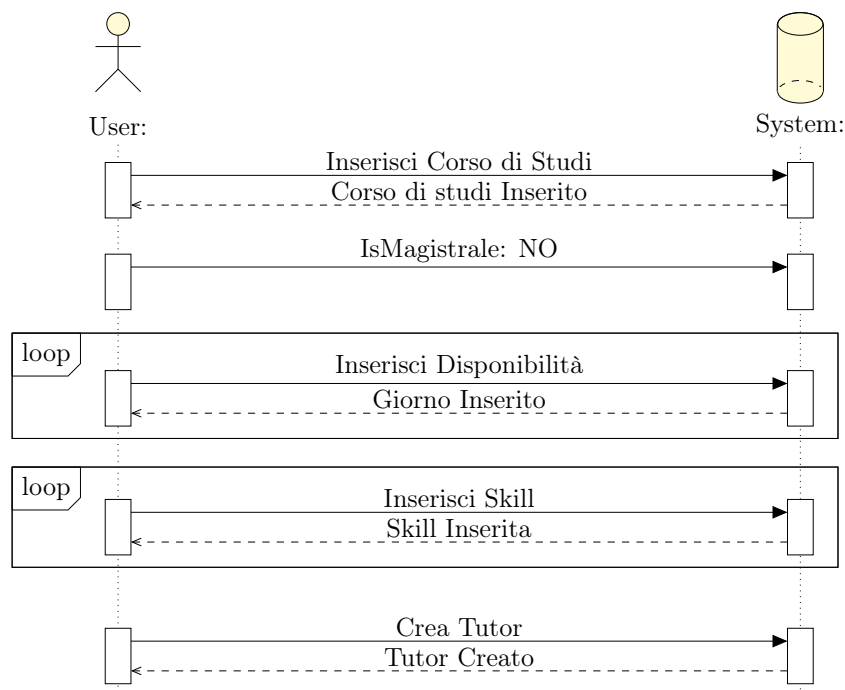 User:
System:
Inserisci Corso di Studi
Corso di studi Inserito
IsMagistrale: NO
loop
Inserisci Disponibilità
Giorno Inserito
loop
Inserisci Skill
Skill Inserita
Crea Tutor
Tutor Creato